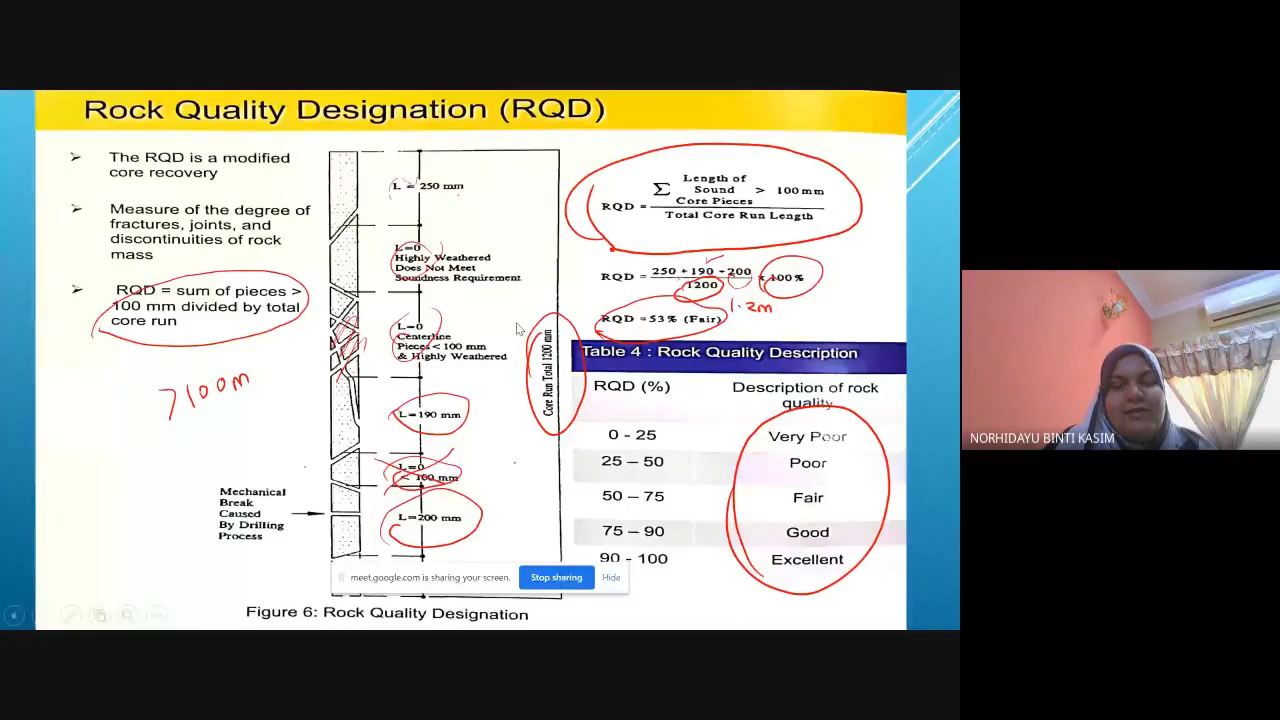 Rock Quality Designation (RQD)
The RQD is a modified
core recovery
Measure of the degree of
fractures, joints, and
discontinuities of rock
mass
RQD = sum of pieces >
100 mm divided by total
core run
>100m
L = 250 mm
L=0
Highly Weathered
Does Not Meet
Soundness Requirement
L=0
Centerline
Pieces < 100 mm
& Highly Weathered
L=190 mm
L=0
< 100 mm
L=200 mm
Core Run Total 1200 mm
Mechanical
Break
Caused
By Drilling
Process
Figure 6: Rock Quality Designation
RQD = Σ Length of Sound Core Pieces > 100 mm
Total Core Run Length
RQD = 250 + 190 + 200 × 100%
1200
1.2m
RQD = 53% (Fair)
Table 4 : Rock Quality Description
RQD (%) Description of rock quality
0 - 25 Very Poor
25 – 50 Poor
50 – 75 Fair
75 – 90 Good
90 - 100 Excellent
meet.google.com is sharing your screen. Stop sharing Hide
NORHIDAYU BINTI KASIM